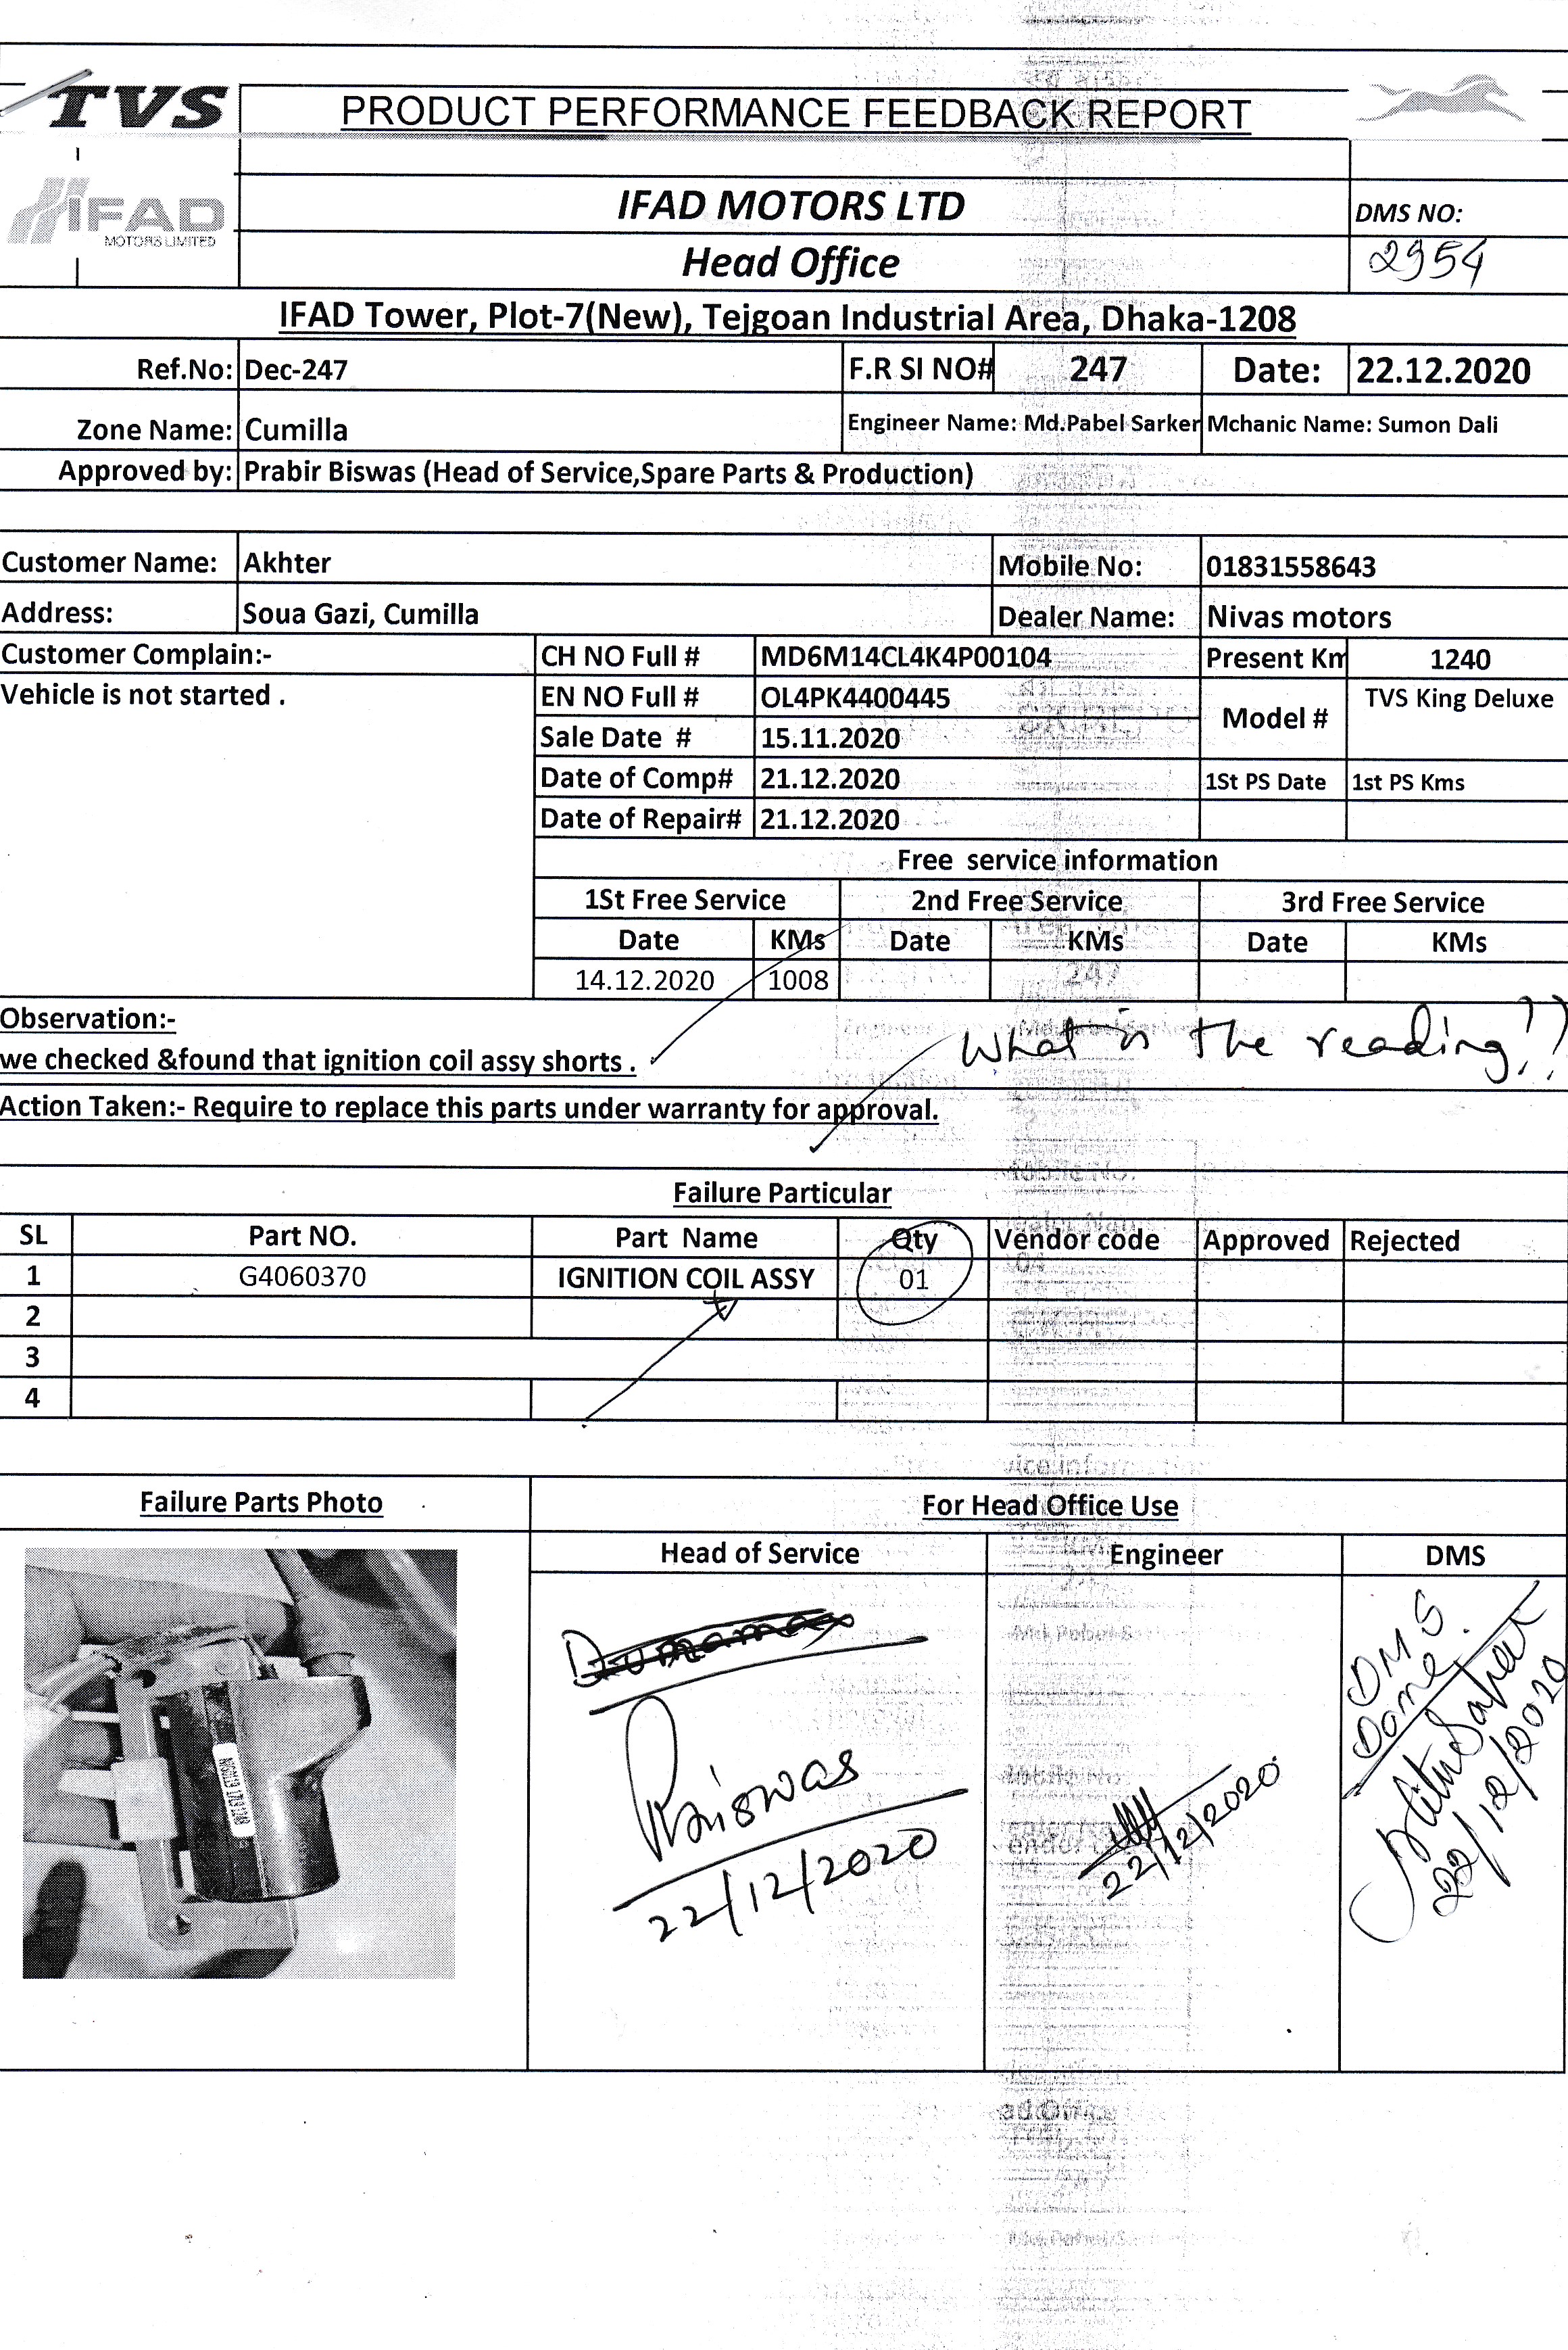 TVS
PRODUCT PERFORMANCE FEEDBACK REPORT
IFAD
MOTORS LIMITED
IFAD MOTORS LTD
DMS NO:
Head Office
2954
IFAD Tower, Plot-7(New), Tejgoan Industrial Area, Dhaka-1208
Ref.No: Dec-247 F.R SI NO# 247 Date: 22.12.2020
Zone Name: Cumilla Engineer Name: Md.Pabel Sarker Mchanic Name: Sumon Dali
Approved by: Prabir Biswas (Head of Service,Spare Parts & Production)
Customer Name: Akhter Mobile No: 01831558643
Address: Soua Gazi, Cumilla Dealer Name: Nivas motors
Customer Complain:- CH NO Full # MD6M14CL4K4P00104 Present Km 1240
Vehicle is not started . EN NO Full # OL4PK4400445 Model # TVS King Deluxe
Sale Date # 15.11.2020
Date of Comp# 21.12.2020 1St PS Date 1st PS Kms
Date of Repair# 21.12.2020
Free service information
1St Free Service 2nd Free Service 3rd Free Service
Date KMs Date KMs Date KMs
14.12.2020 1008
Observation:-
What is the reading!!
we checked &found that ignition coil assy shorts .
Action Taken:- Require to replace this parts under warranty for approval.
Failure Particular
SL Part NO. Part Name Qty Vendor code Approved Rejected
1 G4060370 IGNITION COIL ASSY 01
2
3
4
Failure Parts Photo For Head Office Use
Head of Service Engineer DMS
DMS
Done
Biswas
22/12/2020
22/12/2020
22/12/2020